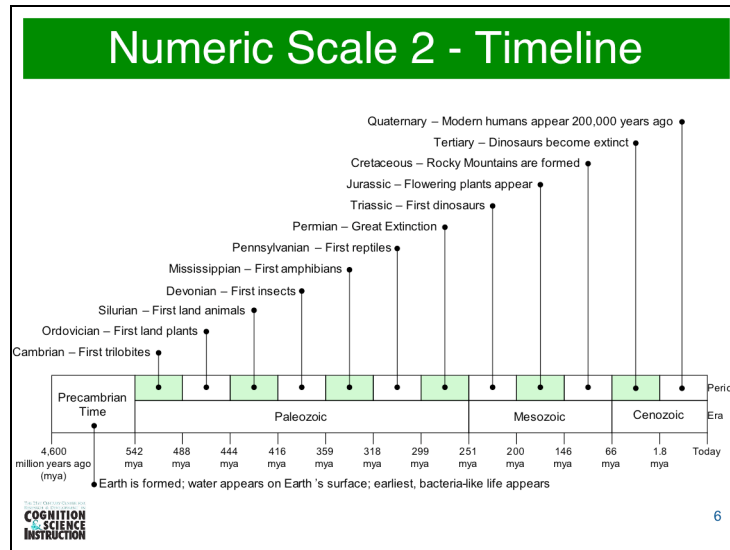 Numeric Scale 2 - Timeline
Quaternary – Modern humans appear 200,000 years ago
Tertiary – Dinosaurs become extinct
Cretaceous – Rocky Mountains are formed
Jurassic – Flowering plants appear
Triassic – First dinosaurs
Permian – Great Extinction
Pennsylvanian – First reptiles
Mississippian – First amphibians
Devonian – First insects
Silurian – First land animals
Ordovician – First land plants
Cambrian – First trilobites
Perio
Precambrian
Time
Paleozoic
Mesozoic
Cenozoic
Era
4,600
million years ago
(mya)
542
mya
488
mya
444
mya
416
mya
359
mya
318
mya
299
mya
251
mya
200
mya
146
mya
66
mya
1.8
mya
Today
Earth is formed; water appears on Earth 's surface; earliest, bacteria-like life appears
COGNITION
& SCIENCE
INSTRUCTION
6